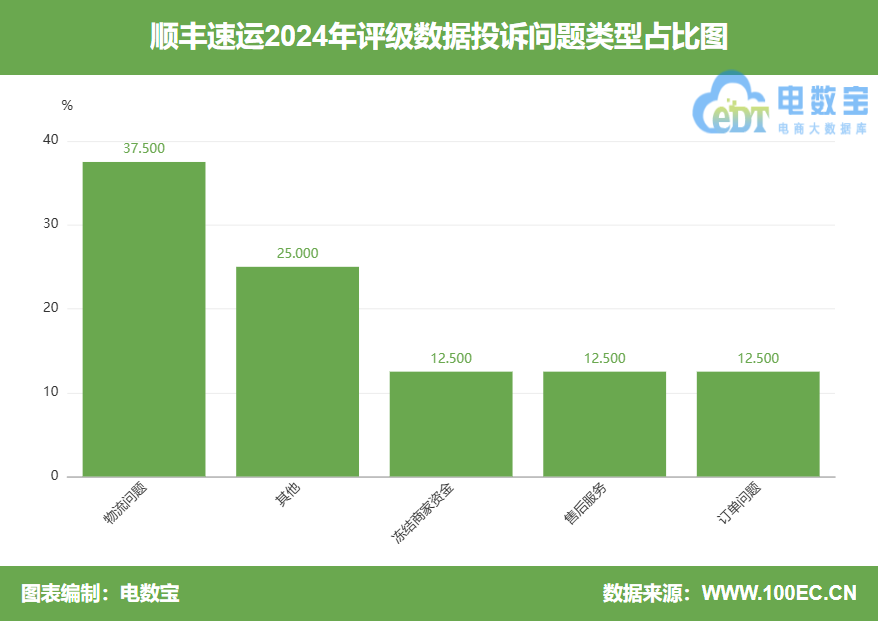 顺丰速运2024年评级数据投诉问题类型占比图
eDT
电数宝
电商大数据库
%
40
30
20
10
0
37.500
25.000
12.500
12.500
12.500
物流问题
其他
冻结商家资金
售后服务
订单问题
图表编制：电数宝
数据来源：WWW.100EC.CN